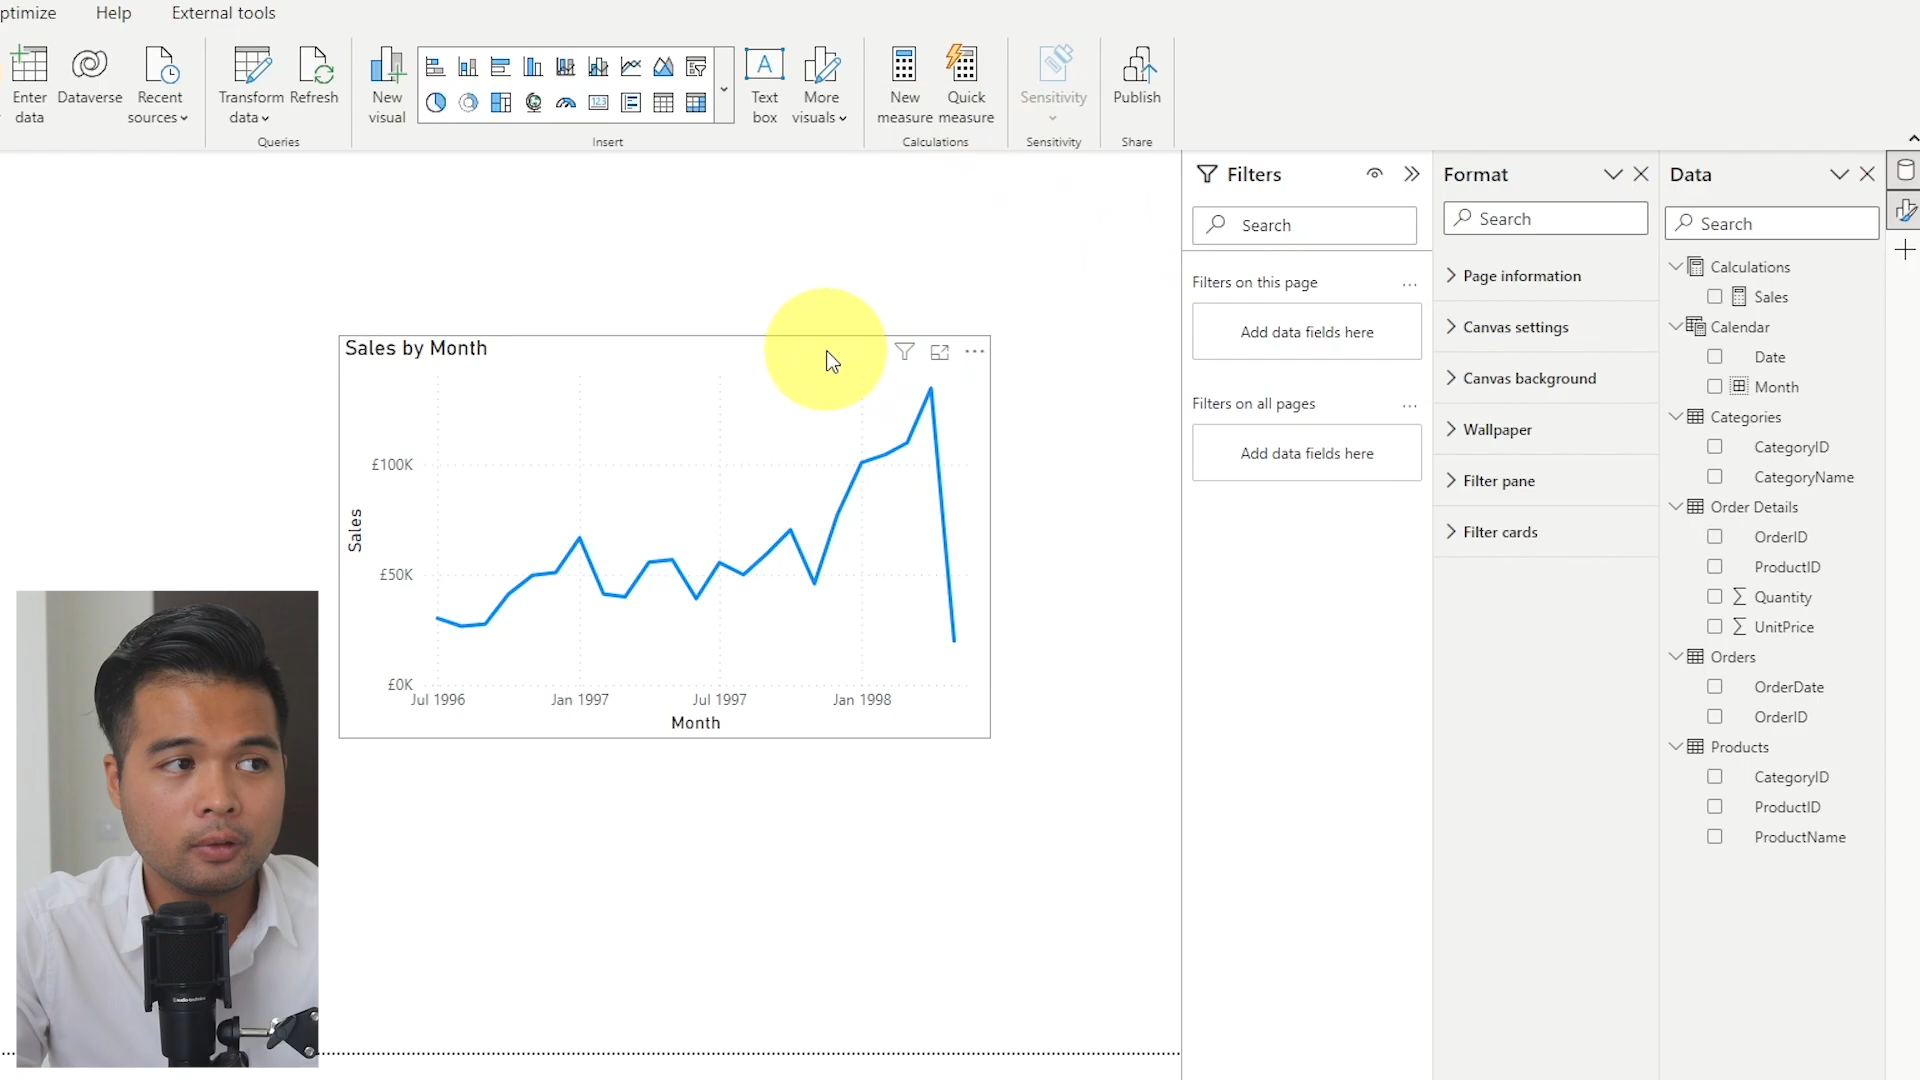 ptimize Help External tools
Enter data
Dataverse
Recent sources
Transform data
Refresh
Queries
New visual
123
Insert
A
Text box
More visuals
New measure
Quick measure
Calculations
Sensitivity
Sensitivity
Publish
Share
Filters
Search
Filters on this page
...
Add data fields here
Filters on all pages
...
Add data fields here
Format
Search
Page information
Canvas settings
Canvas background
Wallpaper
Filter pane
Filter cards
Data
Search
Calculations
Sales
Calendar
Date
Month
Categories
CategoryID
CategoryName
Order Details
OrderID
ProductID
Quantity
UnitPrice
Orders
OrderDate
OrderID
Products
CategoryID
ProductID
ProductName
Sales by Month
Sales
£100K
£50K
£0K
Jul 1996 Jan 1997 Jul 1997 Jan 1998
Month
audio-technica